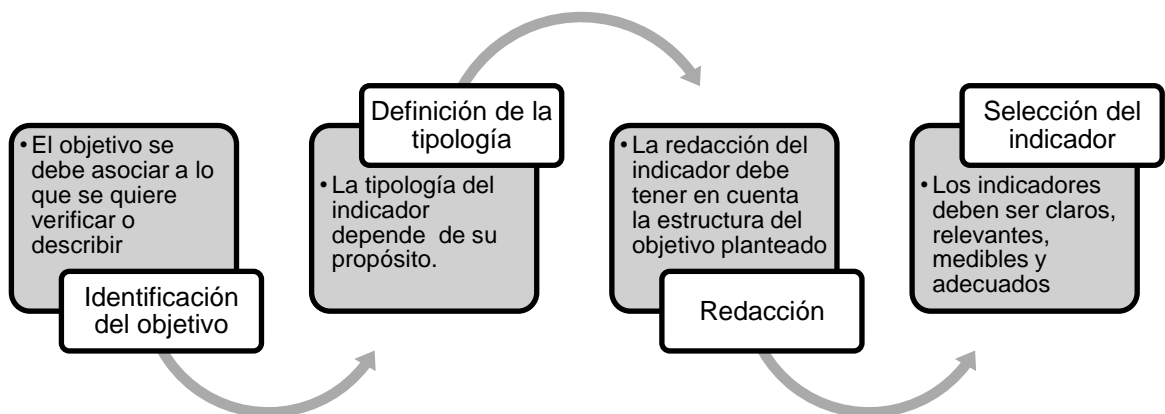 • El objetivo se
debe asociar a lo
que se quiere
verificar o
describir
Identificación
del objetivo
Definición de la
tipología
• La tipología del
indicador
depende de su
propósito.
• La redacción del
indicador debe
tener en cuenta
la estructura del
objetivo planteado
Redacción
Selección del
indicador
• Los indicadores
deben ser claros,
relevantes,
medibles y
adecuados